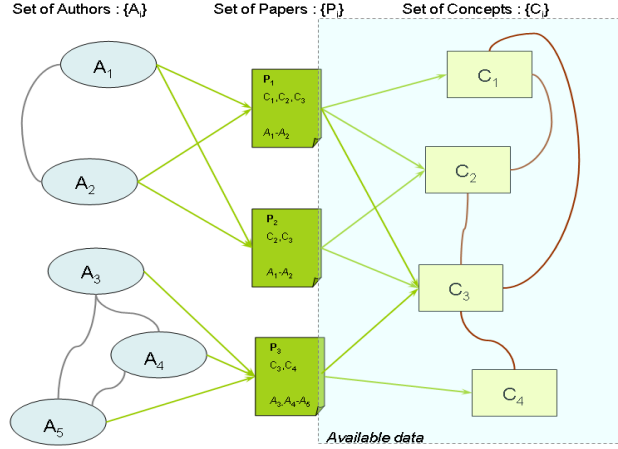 Set of Authors : {Aᵢ}
Set of Papers : {Pᵢ}
Set of Concepts : {Cᵢ}
A₁
A₂
A₃
A₄
A₅
P₁
C₁,C₂,C₃
A₁-A₂
P₂
C₂,C₃
A₁-A₂
P₃
C₃,C₄
A₃,A₄-A₅
C₁
C₂
C₃
C₄
Available data